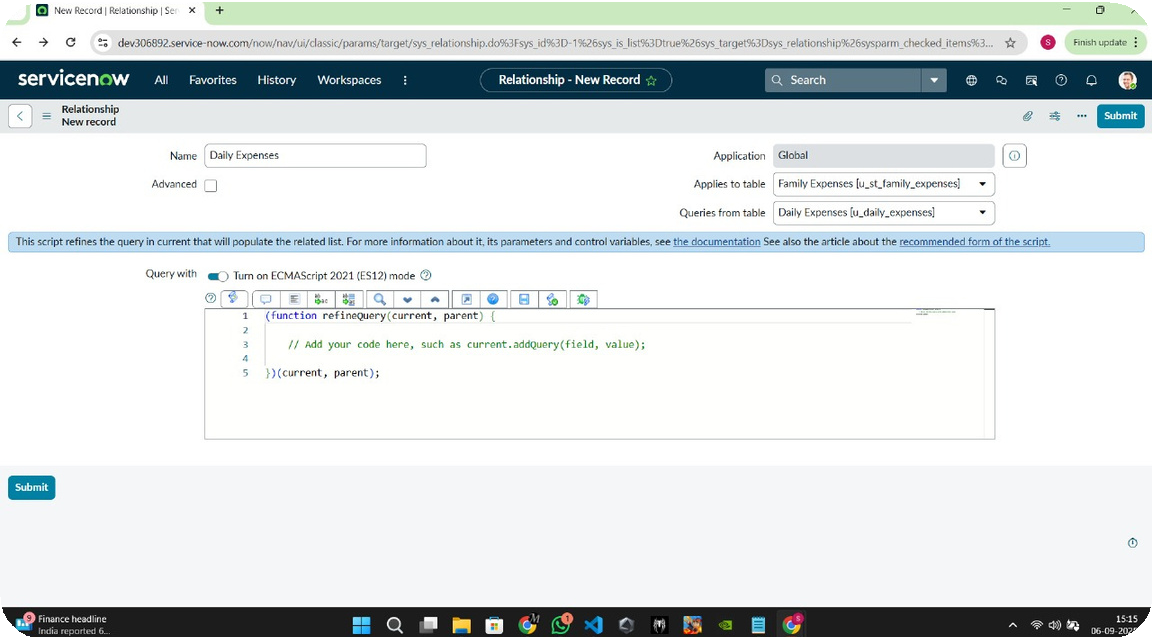 New Record | Relationship | Ser
dev306892.service-now.com/now/nav/ui/classic/params/target/sys_relationship.do%3Fsys_id%3D-1%26sys_is_list%3Dtrue%26sys_target%3Dsys_relationship%26sysparm_checked_items%3...
S
Finish update
servicenow
All Favorites History Workspaces
Relationship - New Record
Search
Relationship
New record
Submit
Name Daily Expenses
Application Global
Advanced
Applies to table Family Expenses [u_st_family_expenses]
Queries from table Daily Expenses [u_daily_expenses]
This script refines the query in current that will populate the related list. For more information about it, its parameters and control variables, see the documentation See also the article about the recommended form of the script.
Query with Turn on ECMAScript 2021 (ES12) mode
1 (function refineQuery(current, parent) {
2
3 // Add your code here, such as current.addQuery(field, value);
4
5 })(current, parent);
Submit
9 Finance headline
India reported 6...
1
15:15